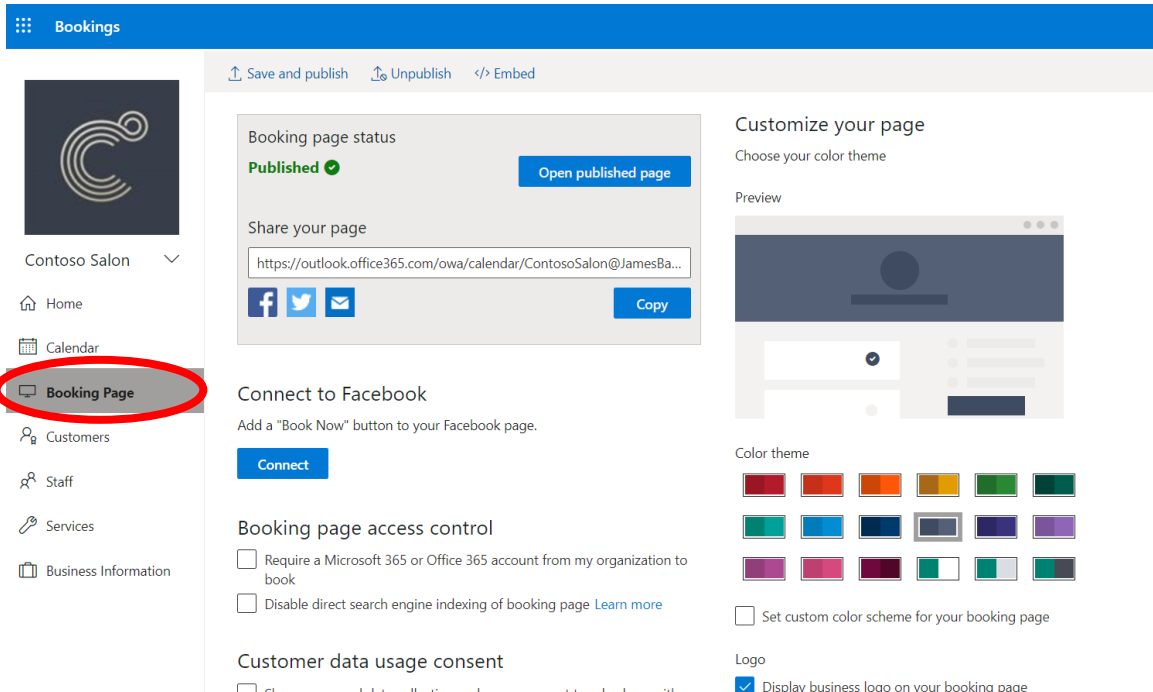 Bookings
Save and publish
Unpublish
</> Embed
Contoso Salon
Home
Calendar
Booking Page
Customers
Staff
Services
Business Information
Booking page status
Published
Open published page
Share your page
https://outlook.office365.com/owa/calendar/ContosoSalon@JamesBa...
Copy
Connect to Facebook
Add a "Book Now" button to your Facebook page.
Connect
Booking page access control
Require a Microsoft 365 or Office 365 account from my organization to
book
Disable direct search engine indexing of booking page Learn more
Customer data usage consent
Customize your page
Choose your color theme
Preview
Color theme
Set custom color scheme for your booking page
Logo
Display business logo on your booking page